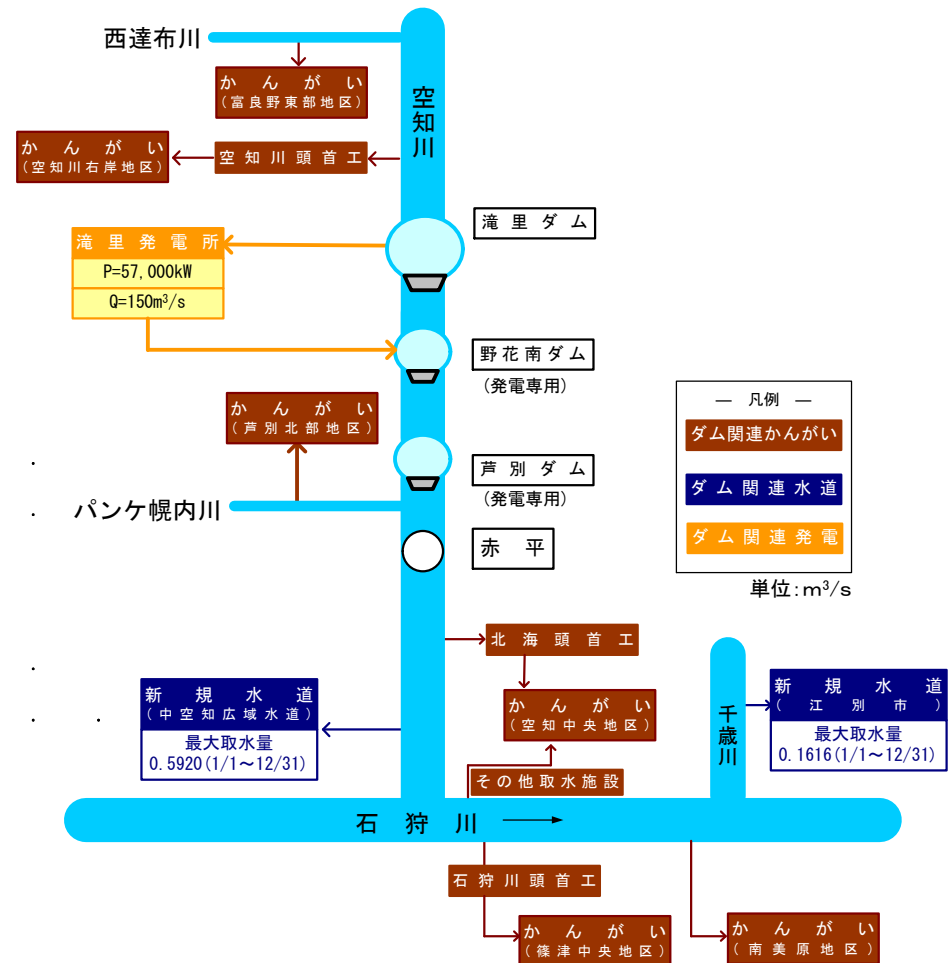 西達布川
かんがい
(富良野東部地区)
空知川
かんがい
(空知川右岸地区)
空知川頭首工
滝里ダム
滝里発電所
P=57,000kW
Q=150m³/s
野花南ダム
(発電専用)
かんがい
(芦別北部地区)
芦別ダム
(発電専用)
パンケ幌内川
赤平
― 凡例 ―
ダム関連かんがい
ダム関連水道
ダム関連発電
単位:m³/s
北海頭首工
かんがい
(空知中央地区)
その他取水施設
新規水道
(中空知広域水道)
最大取水量
0.5920(1/1~12/31)
千歳川
新規水道
(江別市)
最大取水量
0.1616(1/1~12/31)
石狩川
石狩川頭首工
かんがい
(篠津中央地区)
かんがい
(南美原地区)